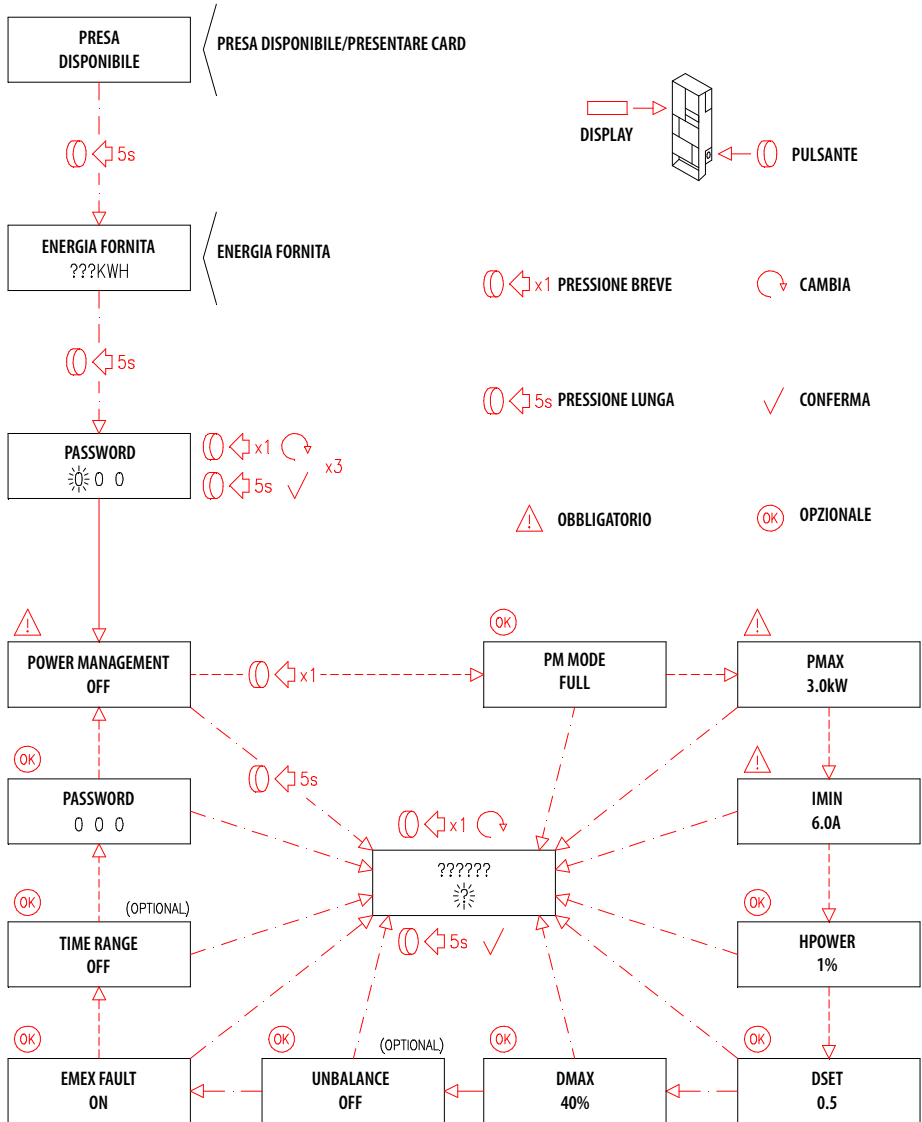 PRESA
DISPONIBILE
PRESA DISPONIBILE/PRESENTARE CARD
DISPLAY
PULSANTE
5s
ENERGIA FORNITA
???KWH
ENERGIA FORNITA
x1 PRESSIONE BREVE
CAMBIA
5s
5s PRESSIONE LUNGA
CONFERMA
PASSWORD
0 0 0
x1
5s
x3
OBBLIGATORIO
OK OPZIONALE
POWER MANAGEMENT
OFF
x1
OK
PM MODE
FULL
PMAX
3.0kW
5s
OK
PASSWORD
0 0 0
IMIN
6.0A
x1
??????
?
5s
OK
(OPTIONAL)
TIME RANGE
OFF
OK
HPOWER
1%
OK
EMEX FAULT
ON
OK
(OPTIONAL)
UNBALANCE
OFF
OK
DMAX
40%
OK
DSET
0.5